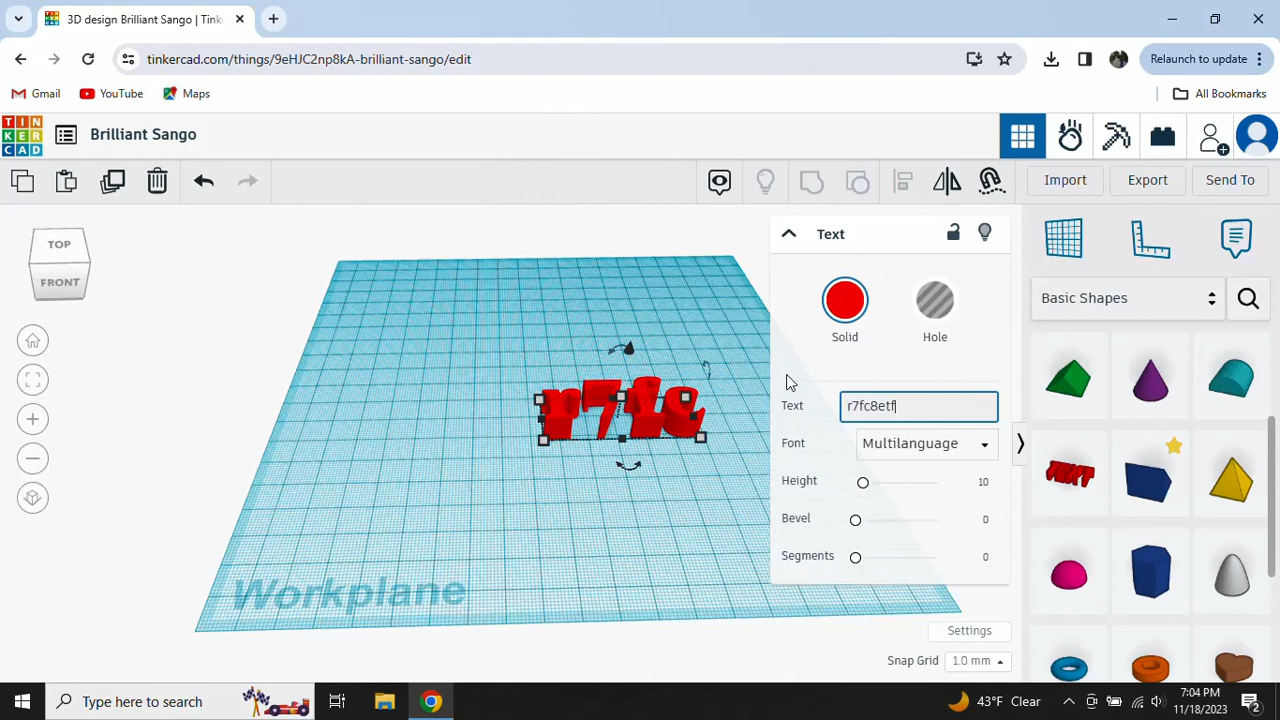 3D design Brilliant Sango | Tink
tinkercad.com/things/9eHJC2np8kA-brilliant-sango/edit
Relaunch to update
Gmail
YouTube
Maps
All Bookmarks
TIN
KER
CAD
Brilliant Sango
Import
Export
Send To
TOP
FRONT
Text
Solid
Hole
Basic Shapes
Text
r7fc8etf
Font
Multilanguage
Height
10
Bevel
0
Segments
0
TEXT
Workplane
Settings
Snap Grid
1.0 mm
Type here to search
43°F Clear
7:04 PM
11/18/2023
2